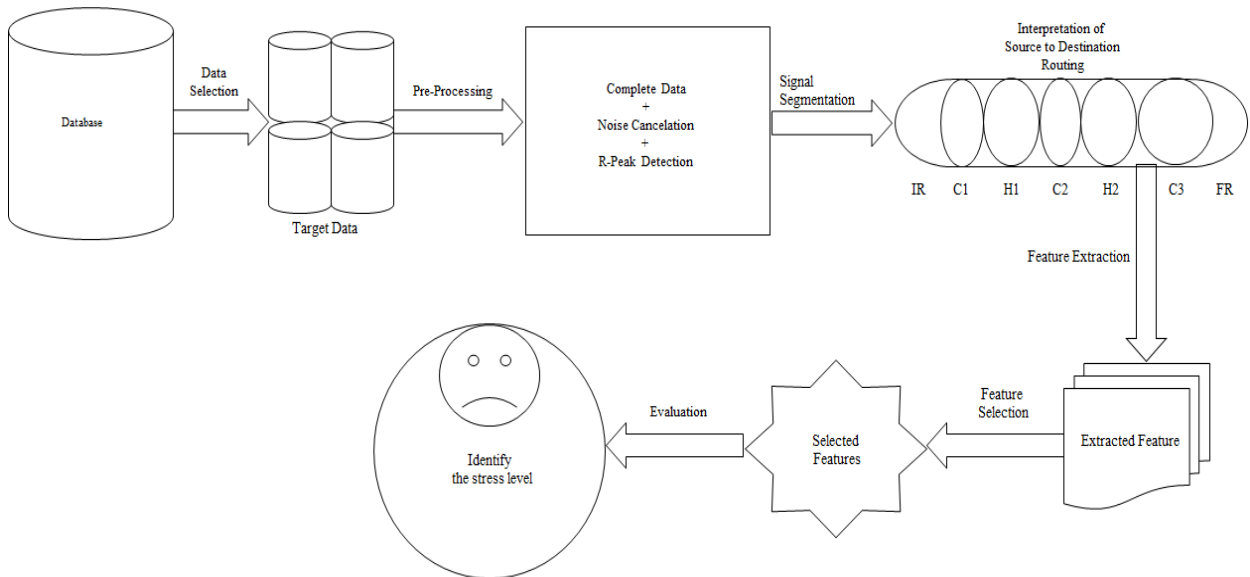 Database
Data
Selection
Target Data
Pre-Processing
Complete Data
+
Noise Cancelation
+
R-Peak Detection
Signal
Segmentation
Interpretation of
Source to Destination
Routing
IR C1 H1 C2 H2 C3 FR
Feature Extraction
Extracted Feature
Feature
Selection
Selected
Features
Evaluation
Identify
the stress level